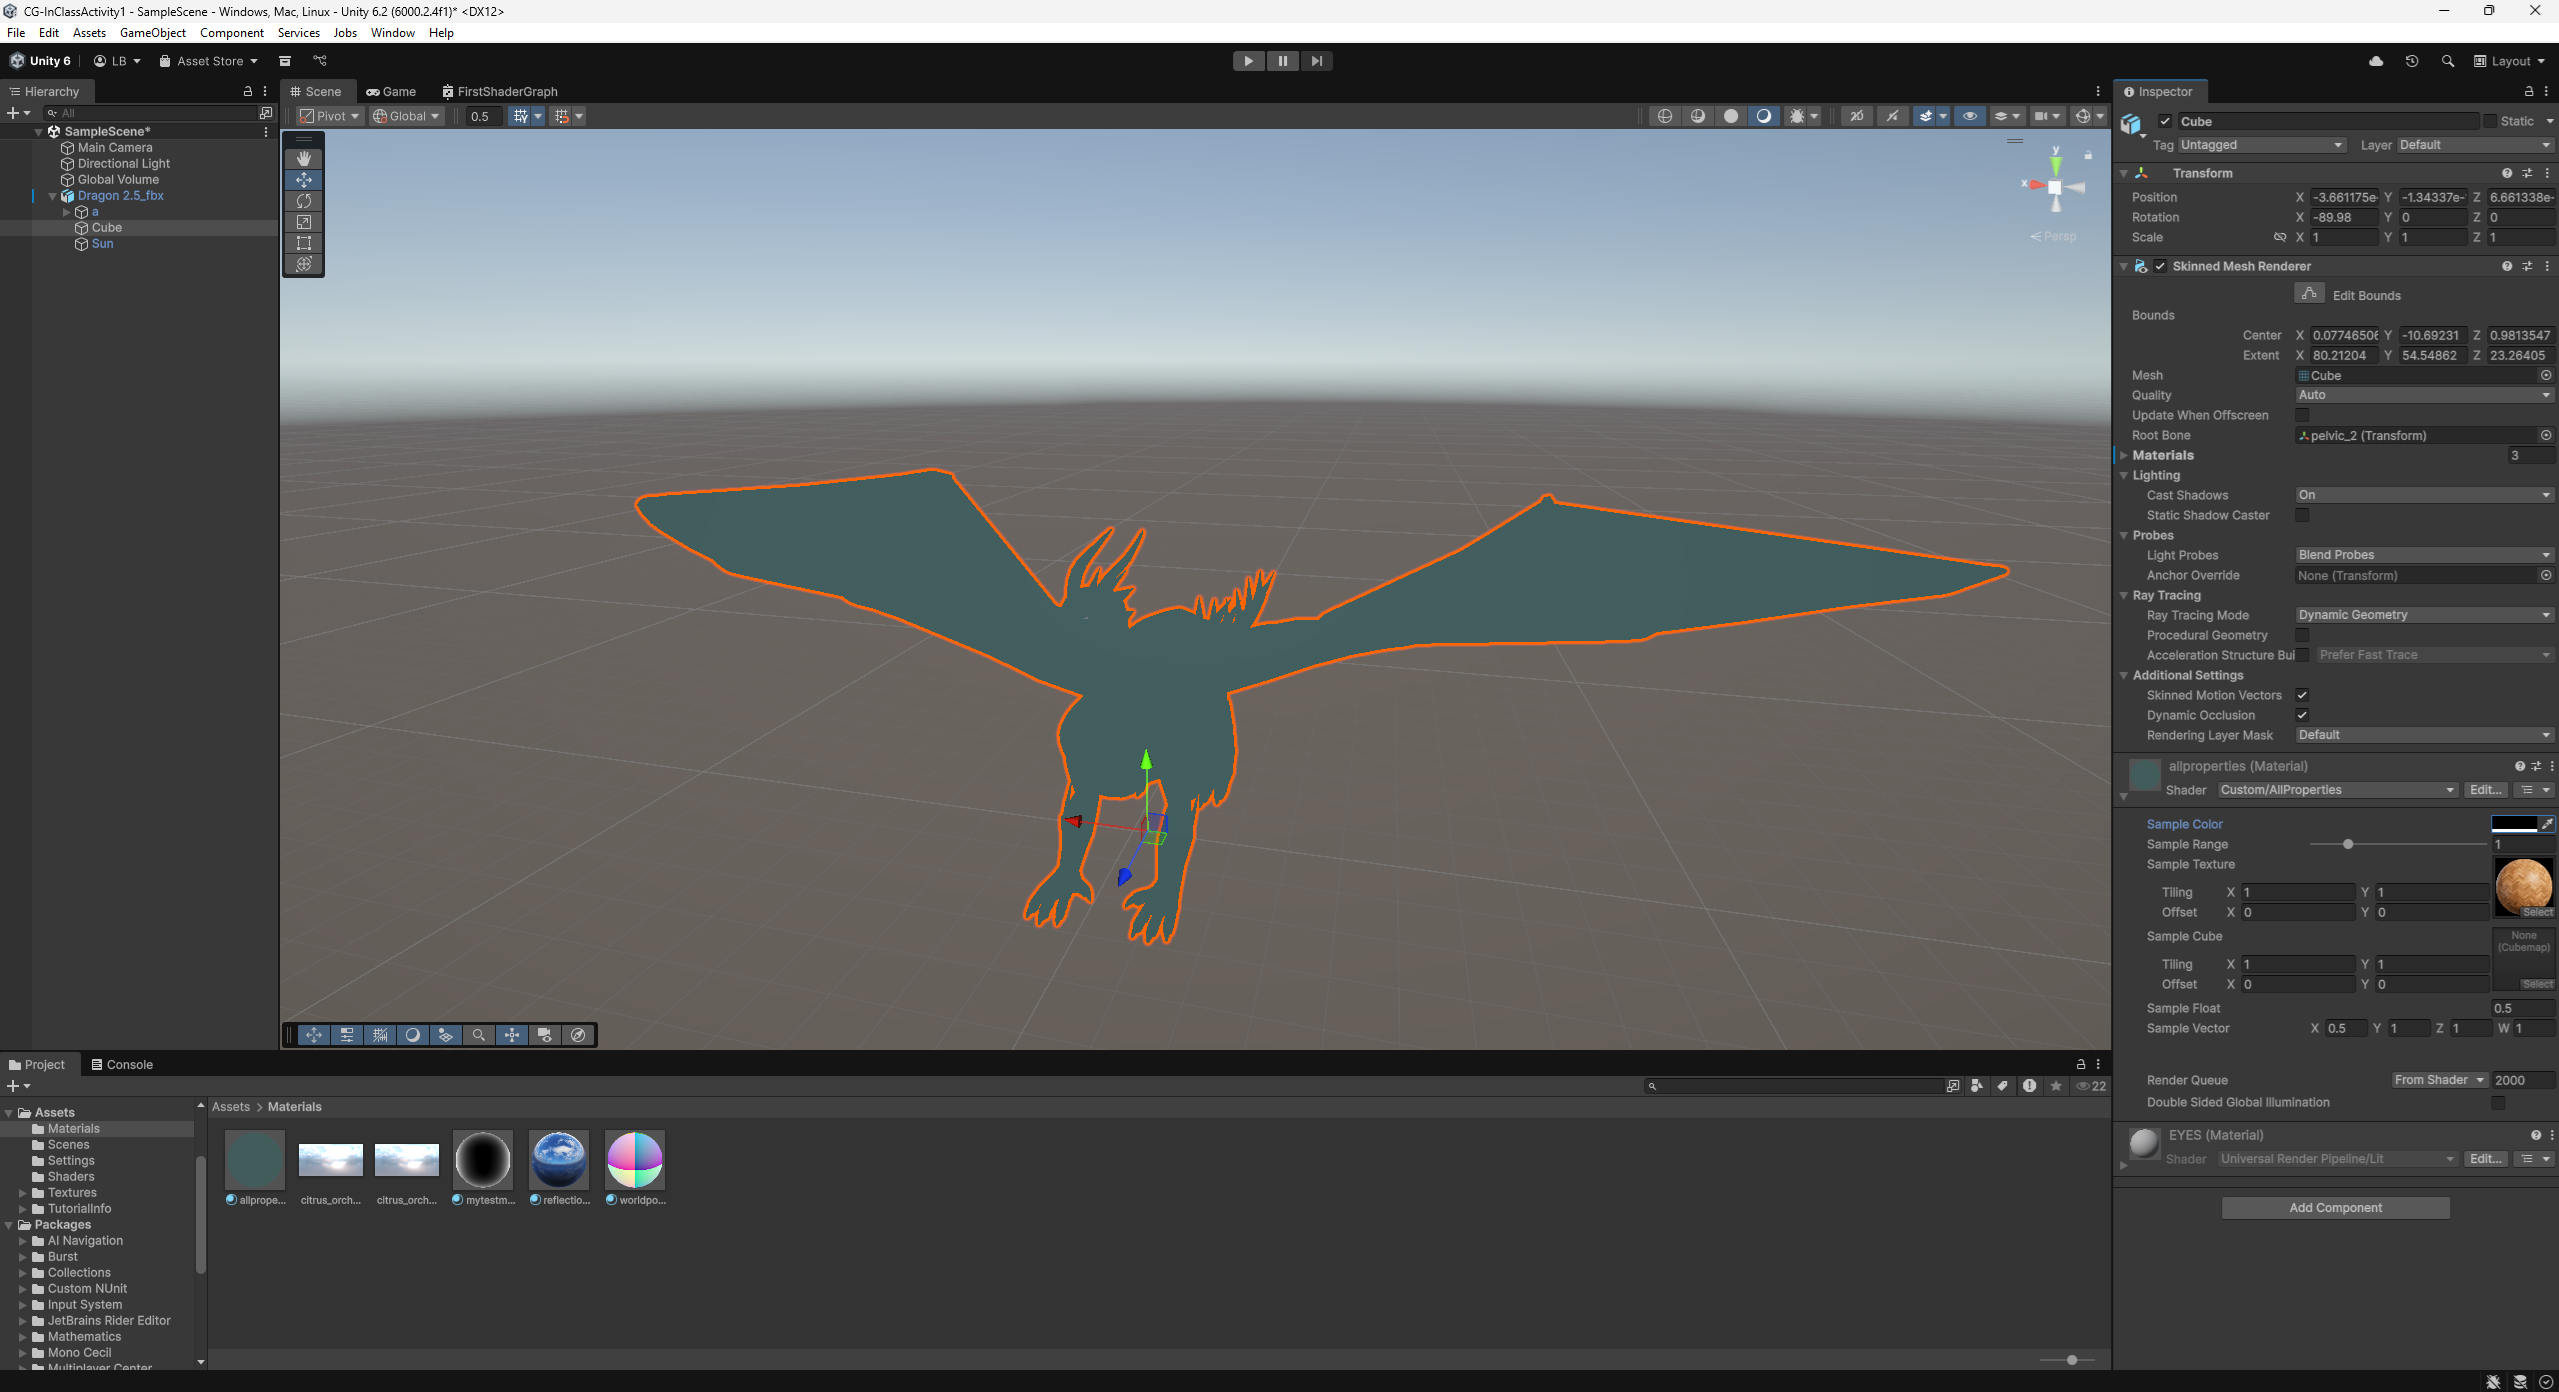 CG-InClassActivity1 - SampleScene - Windows, Mac, Linux - Unity 6.2 (6000.2.4f1)* <DX12>
File Edit Assets GameObject Component Services Jobs Window Help
Unity 6 LB Asset Store Layout
Hierarchy
All
SampleScene*
Main Camera
Directional Light
Global Volume
Dragon 2.5_fbx
a
Cube
Sun
Scene Game FirstShaderGraph
Pivot Global 0.5 2D
y
x
Persp
Inspector
Cube Static
Tag Untagged Layer Default
Transform
Position X -3.661175e- Y -1.34337e- Z 6.661338e-
Rotation X -89.98 Y 0 Z 0
Scale X 1 Y 1 Z 1
Skinned Mesh Renderer
Edit Bounds
Bounds
Center X 0.07746506 Y -10.69231 Z 0.9813547
Extent X 80.21204 Y 54.54862 Z 23.26405
Mesh Cube
Quality Auto
Update When Offscreen
Root Bone pelvic_2 (Transform)
Materials 3
Lighting
Cast Shadows On
Static Shadow Caster
Probes
Light Probes Blend Probes
Anchor Override None (Transform)
Ray Tracing
Ray Tracing Mode Dynamic Geometry
Procedural Geometry
Acceleration Structure Bui Prefer Fast Trace
Additional Settings
Skinned Motion Vectors
Dynamic Occlusion
Rendering Layer Mask Default
allproperties (Material)
Shader Custom/AllProperties Edit...
Sample Color
Sample Range 1
Sample Texture
Tiling X 1 Y 1
Offset X 0 Y 0 Select
Sample Cube None (Cubemap)
Tiling X 1 Y 1
Offset X 0 Y 0 Select
Sample Float 0.5
Sample Vector X 0.5 Y 1 Z 1 W 1
Render Queue From Shader 2000
Double Sided Global Illumination
EYES (Material)
Shader Universal Render Pipeline/Lit Edit...
Add Component
Project Console
22
Assets
Materials
Scenes
Settings
Shaders
Textures
TutorialInfo
Packages
AI Navigation
Burst
Collections
Custom NUnit
Input System
JetBrains Rider Editor
Mathematics
Mono Cecil
Multiplayer Center
Assets > Materials
allprope... citrus_orch... citrus_orch... mytestm... reflectio... worldpo...